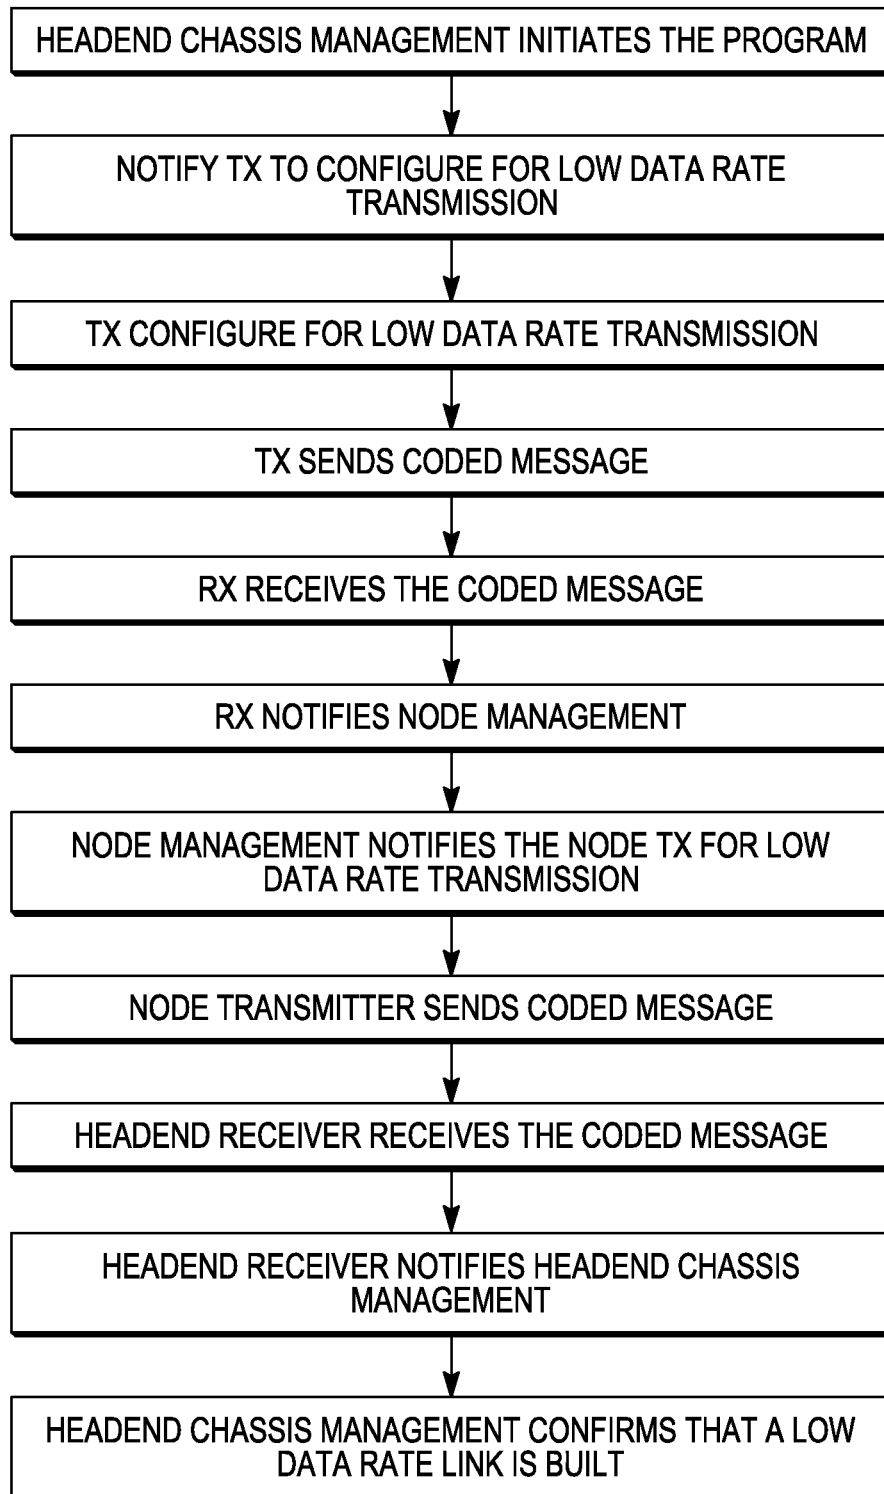 HEADEND CHASSIS MANAGEMENT INITIATES THE PROGRAM
NOTIFY TX TO CONFIGURE FOR LOW DATA RATE
TRANSMISSION
TX CONFIGURE FOR LOW DATA RATE TRANSMISSION
TX SENDS CODED MESSAGE
RX RECEIVES THE CODED MESSAGE
RX NOTIFIES NODE MANAGEMENT
NODE MANAGEMENT NOTIFIES THE NODE TX FOR LOW
DATA RATE TRANSMISSION
NODE TRANSMITTER SENDS CODED MESSAGE
HEADEND RECEIVER RECEIVES THE CODED MESSAGE
HEADEND RECEIVER NOTIFIES HEADEND CHASSIS
MANAGEMENT
HEADEND CHASSIS MANAGEMENT CONFIRMS THAT A LOW
DATA RATE LINK IS BUILT